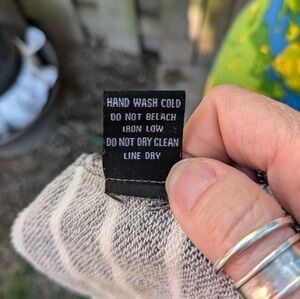 HAND WASH COLD
DO NOT BELACH
IRON LOW
DO NOT DRY CLEAN
LINE DRY